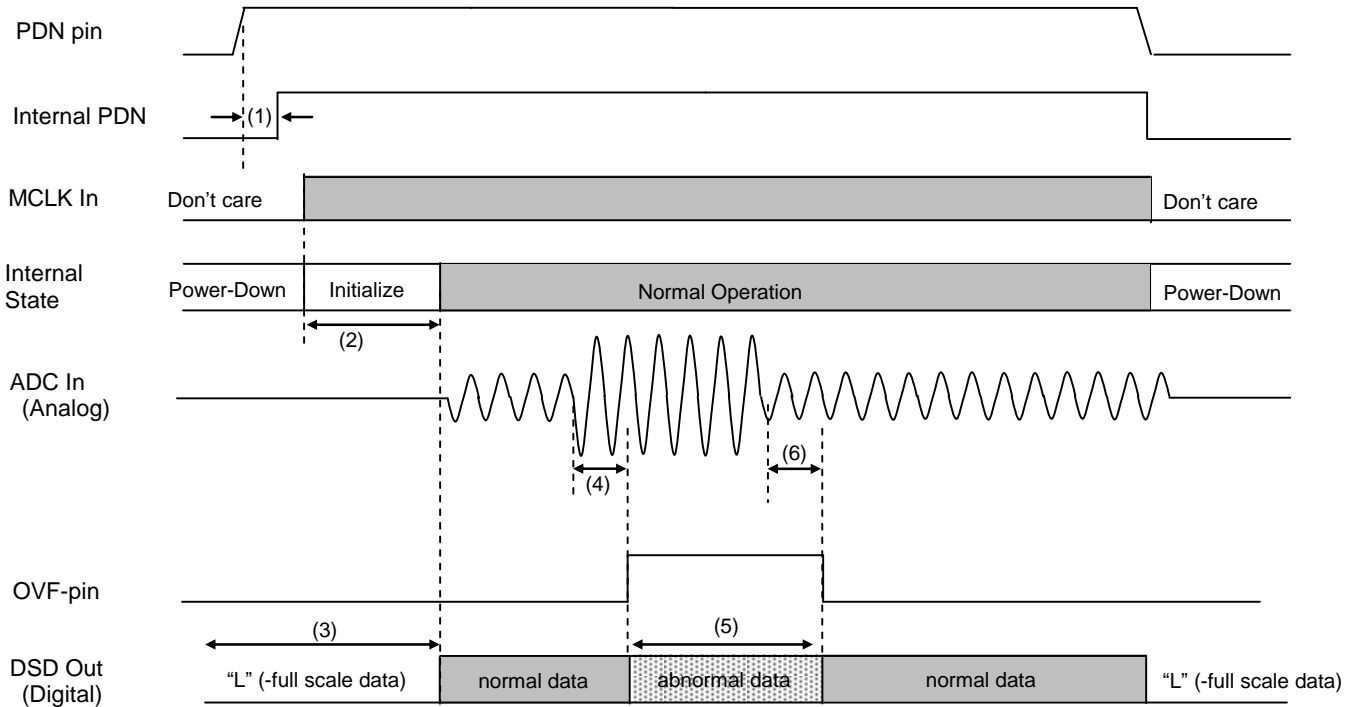 PDN pin
Internal PDN
(1)
MCLK In
Don't care
Don't care
Internal
State
Power-Down
Initialize
Normal Operation
Power-Down
(2)
ADC In
(Analog)
(4)
(6)
OVF-pin
(3)
(5)
DSD Out
(Digital)
“L” (-full scale data)
normal data
abnormal data
normal data
“L” (-full scale data)